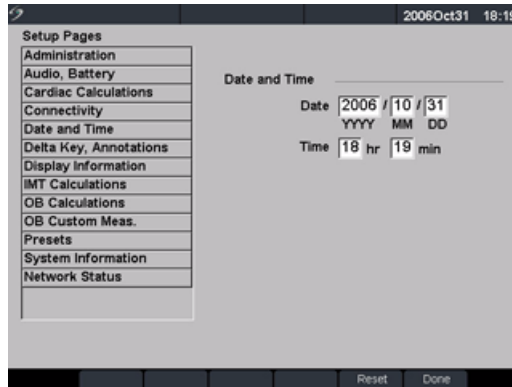 2006Oct31 18:19
Setup Pages
Administration
Audio, Battery
Cardiac Calculations
Connectivity
Date and Time
Delta Key, Annotations
Display Information
IMT Calculations
OB Calculations
OB Custom Meas.
Presets
System Information
Network Status
Date and Time
Date 2006 / 10 / 31
YYYY MM DD
Time 18 hr 19 min
Reset Done